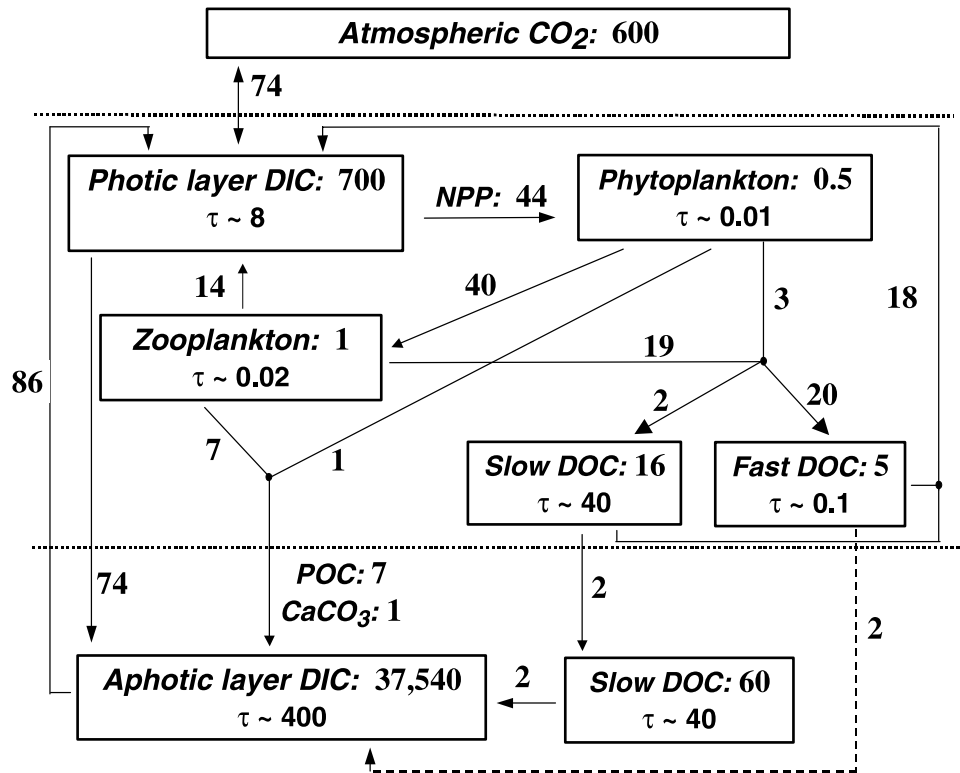 Atmospheric CO₂: 600
74
Photic layer DIC: 700
τ ~ 8
NPP: 44
Phytoplankton: 0.5
τ ~ 0.01
14
40
3
18
Zooplankton: 1
τ ~ 0.02
19
86
2
20
7
1
Slow DOC: 16
τ ~ 40
Fast DOC: 5
τ ~ 0.1
74
POC: 7
CaCO₃: 1
2
2
Aphotic layer DIC: 37,540
τ ~ 400
2
Slow DOC: 60
τ ~ 40